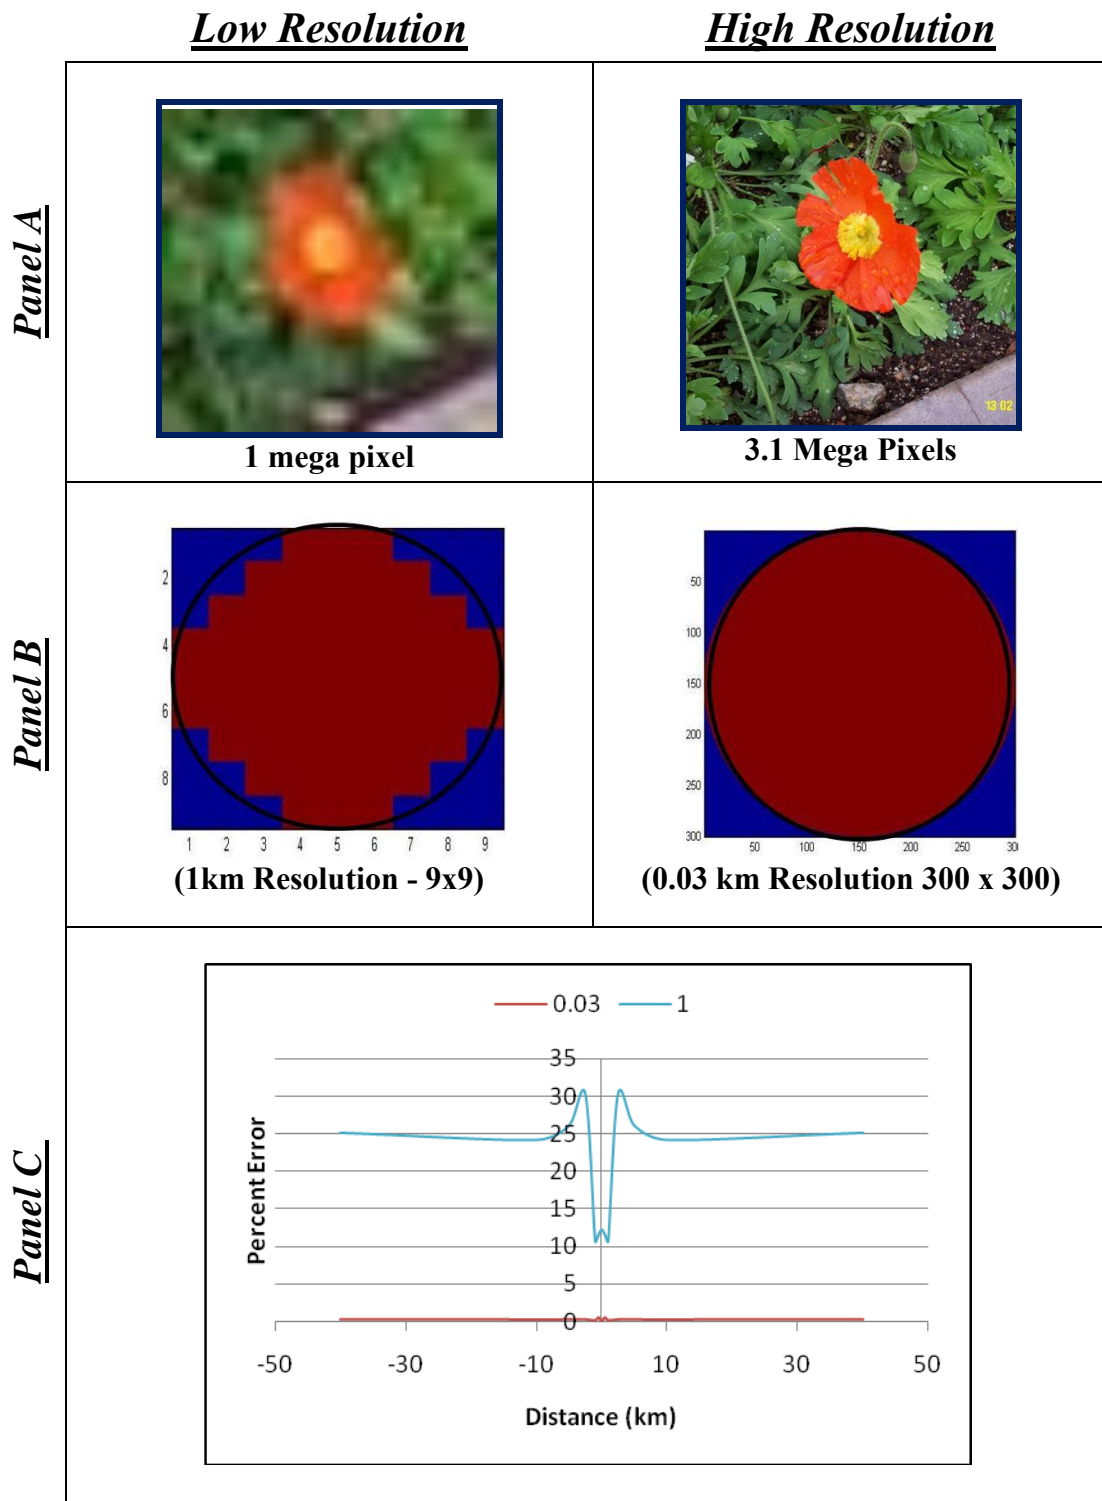 Low Resolution
High Resolution
Panel A
13 02
1 mega pixel
3.1 Mega Pixels
Panel B
2
4
6
8
1 2 3 4 5 6 7 8 9
(1km Resolution - 9x9)
50
100
150
200
250
300
50 100 150 200 250 30
(0.03 km Resolution 300 x 300)
Panel C
0.03 1
35
30
25
20
15
10
5
0
Percent Error
-50 -30 -10 10 30 50
Distance (km)